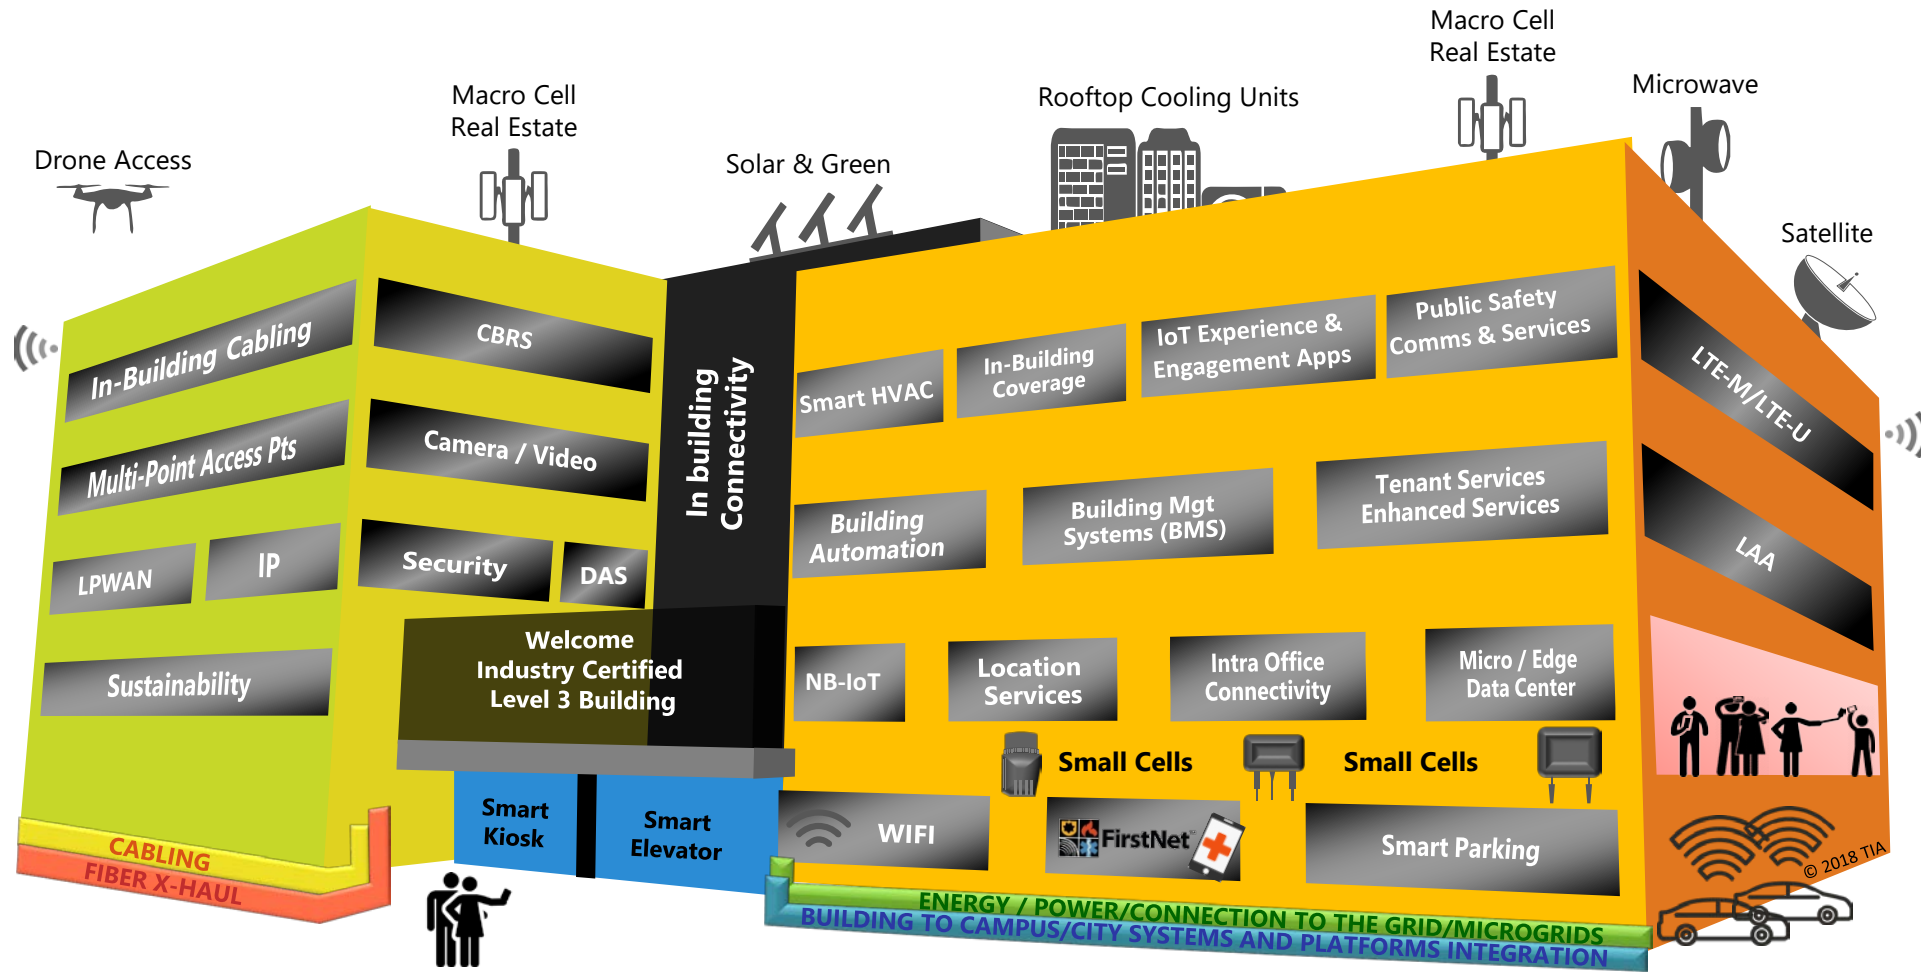 Macro Cell
Real Estate
Microwave
Rooftop Cooling Units
Macro Cell
Real Estate
Drone Access
Solar & Green
Satellite
In-Building Cabling
Multi-Point Access Pts
LPWAN
IP
Sustainability
CBRS
Camera / Video
Security
DAS
In building
Connectivity
Welcome
Industry Certified
Level 3 Building
Smart
Kiosk
Smart
Elevator
Smart HVAC
In-Building
Coverage
IoT Experience &
Engagement Apps
Public Safety
Comms & Services
Building
Automation
Building Mgt
Systems (BMS)
Tenant Services
Enhanced Services
NB-IoT
Location
Services
Intra Office
Connectivity
Micro / Edge
Data Center
Small Cells
Small Cells
WIFI
FirstNet
Smart Parking
LTE-M/LTE-U
LAA
© 2018 TIA
CABLING
FIBER X-HAUL
ENERGY / POWER/CONNECTION TO THE GRID/MICROGRIDS
BUILDING TO CAMPUS/CITY SYSTEMS AND PLATFORMS INTEGRATION